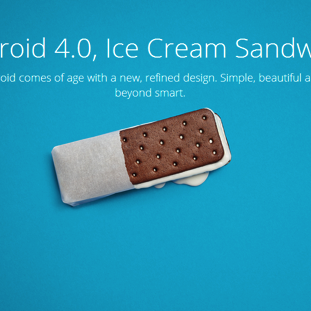 roid 4.0, Ice Cream Sandw
oid comes of age with a new, refined design. Simple, beautiful a
beyond smart.